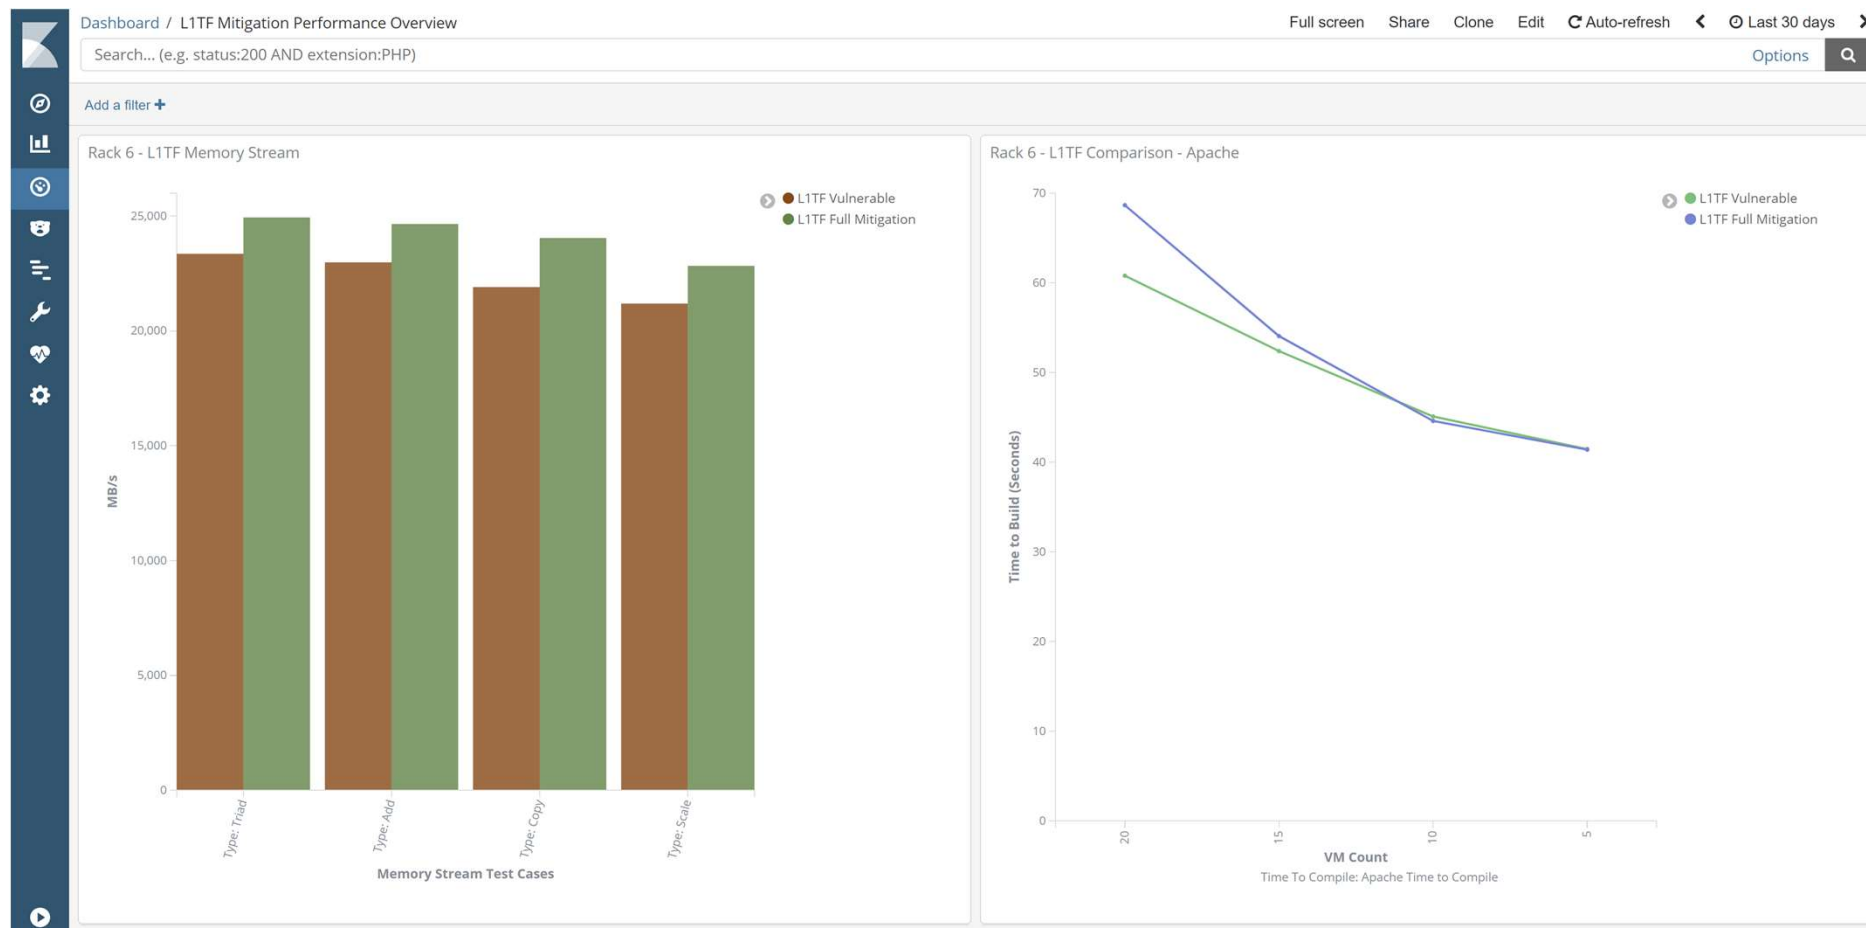 Dashboard / L1TF Mitigation Performance Overview
Full screen Share Clone Edit Auto-refresh Last 30 days
Search... (e.g. status:200 AND extension:PHP)
Options
Add a filter
Rack 6 - L1TF Memory Stream
25,000
20,000
15,000
10,000
5,000
0
MB/s
Type: Triad
Type: Add
Type: Copy
Type: Scale
Memory Stream Test Cases
L1TF Vulnerable
L1TF Full Mitigation
Rack 6 - L1TF Comparison - Apache
70
60
50
40
30
20
10
0
Time to Build (Seconds)
20
15
10
5
VM Count
Time To Compile: Apache Time to Compile
L1TF Vulnerable
L1TF Full Mitigation